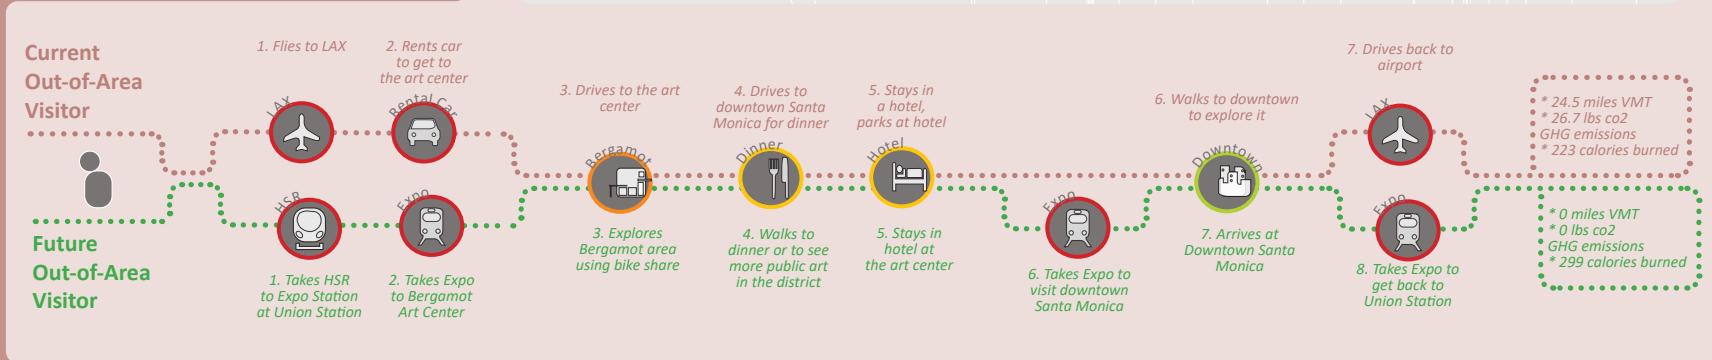 Current
Out-of-Area
Visitor
1. Flies to LAX
2. Rents car
to get to
the art center
3. Drives to the art
center
4. Drives to
downtown Santa
Monica for dinner
5. Stays in
a hotel,
parks at hotel
6. Walks to downtown
to explore it
7. Drives back to
airport
* 24.5 miles VMT
* 26.7 lbs co2
GHG emissions
* 223 calories burned
LAX
Rental Car
Bergamot
Dinner
Hotel
Downtown
LAX
HSR
Expo
Expo
Expo
Future
Out-of-Area
Visitor
1. Takes HSR
to Expo Station
at Union Station
2. Takes Expo
to Bergamot
Art Center
3. Explores
Bergamot area
using bike share
4. Walks to
dinner or to see
more public art
in the district
5. Stays in
hotel at
the art center
6. Takes Expo to
visit downtown
Santa Monica
7. Arrives at
Downtown Santa
Monica
8. Takes Expo to
get back to
Union Station
* 0 miles VMT
* 0 lbs co2
GHG emissions
* 299 calories burned